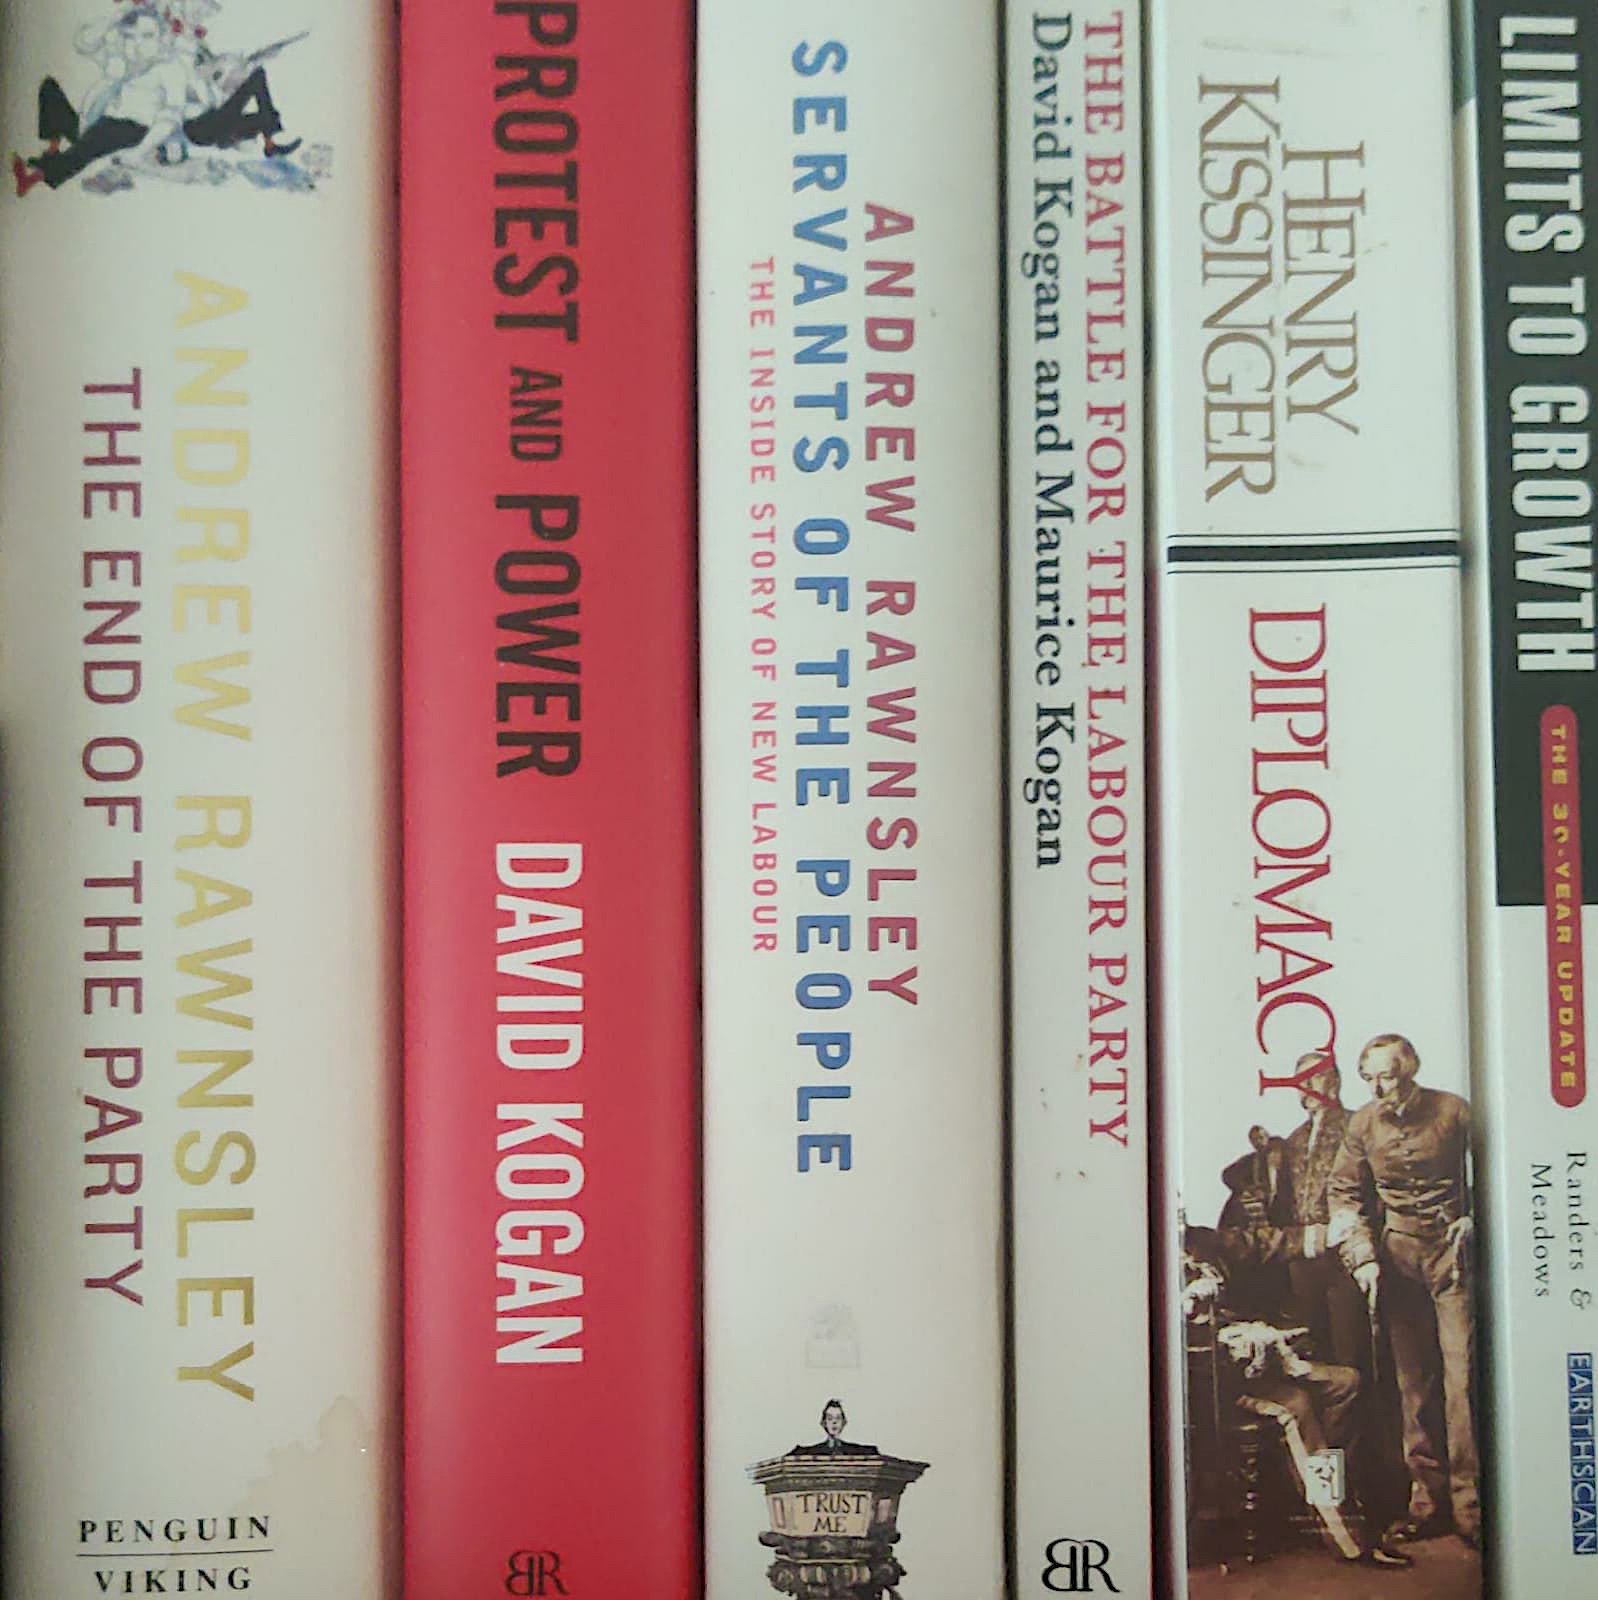 ANDREW RAWNSLEY
THE END OF THE PARTY
PENGUIN
VIKING
PROTEST AND POWER DAVID KOGAN
BR
ANDREW RAWNSLEY
SERVANTS OF THE PEOPLE
THE INSIDE STORY OF NEW LABOUR
TRUST
ME
THE BATTLE FOR THE LABOUR PARTY
David Kogan and Maurice Kogan
BR
HENRY
KISSINGER
DIPLOMACY
LIMITS TO GROWTH
THE 30-YEAR UPDATE
Randers &
Meadows
EARTHSCAN